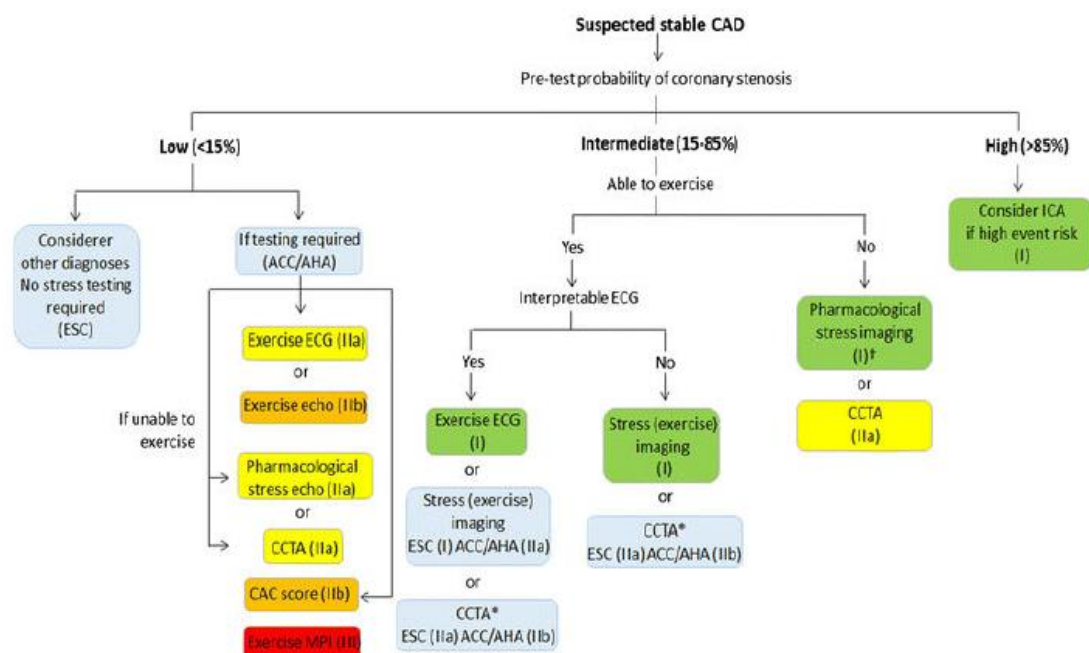 Suspected stable CAD
Pre-test probability of coronary stenosis
Low (<15%)
Intermediate (15-85%)
High (>85%)
Able to exercise
Considerer
other diagnoses
No stress testing
required
(ESC)
If testing required
(ACC/AHA)
Yes
No
Consider ICA
if high event risk
(I)
Interpretable ECG
Pharmacological
stress imaging
(I)†
or
CCTA
(IIa)
Exercise ECG (IIa)
or
Exercise echo (IIb)
If unable to
exercise
Pharmacological
stress echo (IIa)
or
CCTA (IIa)
CAC score (IIb)
Exercise MPI (III)
Yes
No
Exercise ECG
(I)
or
Stress (exercise)
imaging
ESC (I) ACC/AHA (IIa)
or
CCTA*
ESC (IIa) ACC/AHA (IIb)
Stress (exercise)
imaging
(I)
or
CCTA*
ESC (IIa) ACC/AHA (IIb)